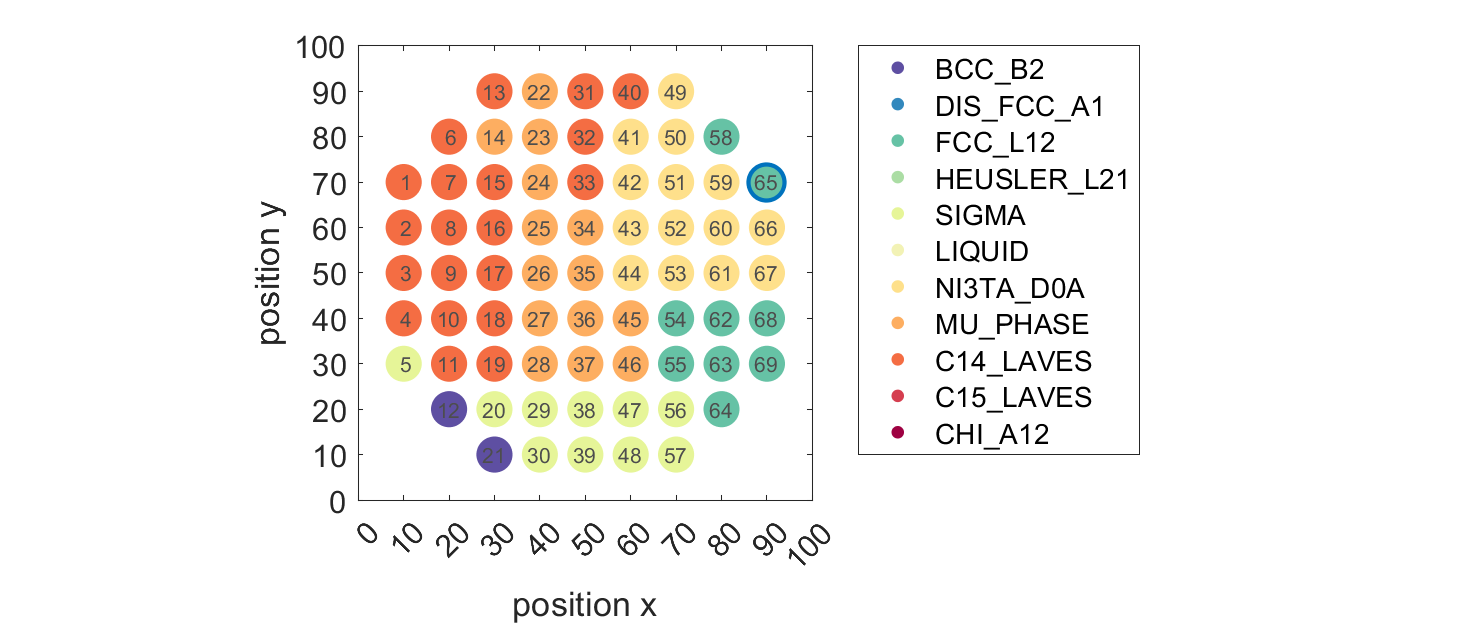 100
90
80
70
60
50
40
30
20
10
0
position y
13 22 31 40 49
6 14 23 32 41 50 58
1 7 15 24 33 42 51 59 65
2 8 16 25 34 43 52 60 66
3 9 17 26 35 44 53 61 67
4 10 18 27 36 45 54 62 68
5 11 19 28 37 46 55 63 69
12 20 29 38 47 56 64
21 30 39 48 57
0 10 20 30 40 50 60 70 80 90 100
position x
BCC_B2
DIS_FCC_A1
FCC_L12
HEUSLER_L21
SIGMA
LIQUID
NI3TA_D0A
MU_PHASE
C14_LAVES
C15_LAVES
CHI_A12